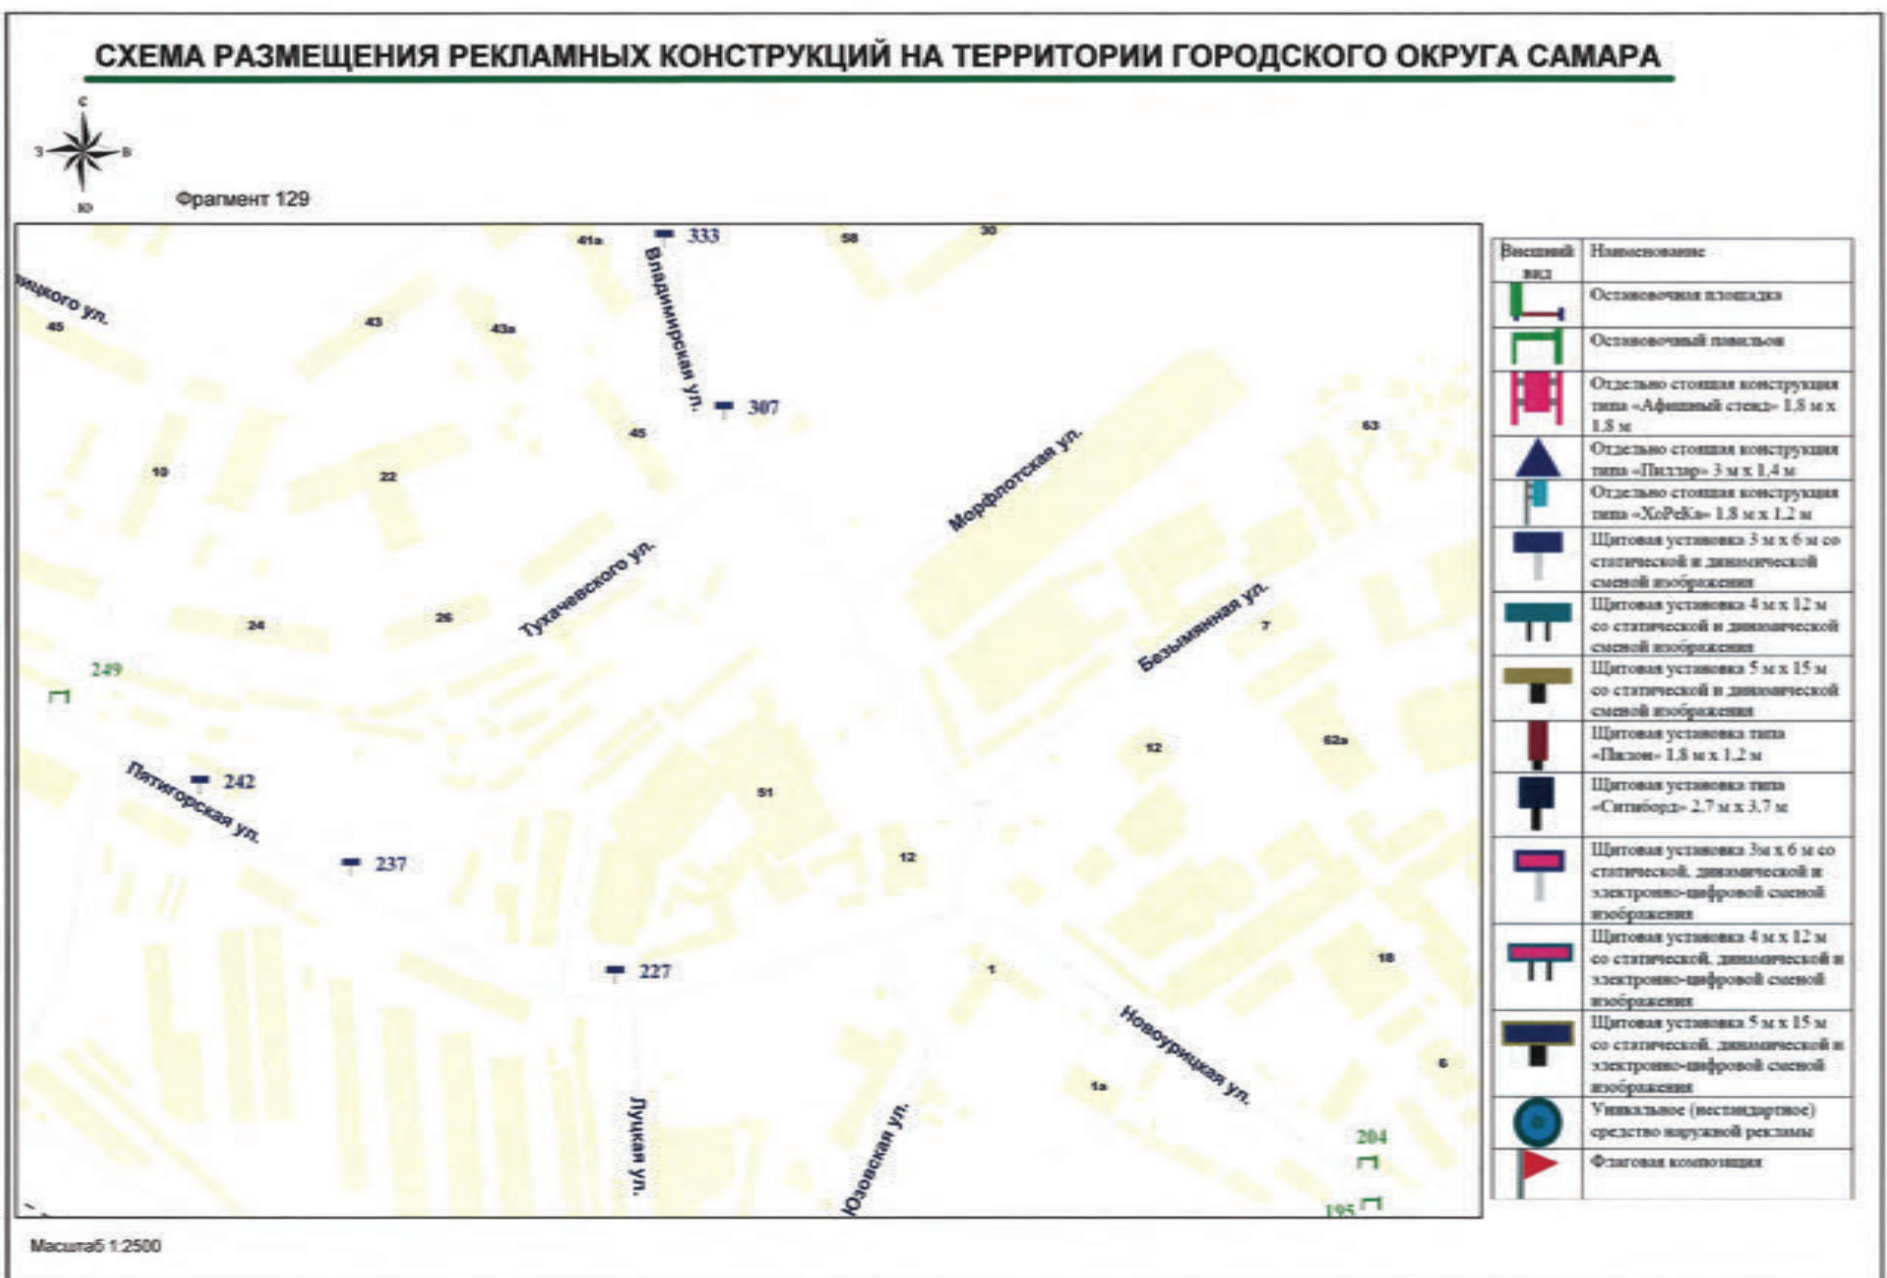 СХЕМА РАЗМЕЩЕНИЯ РЕКЛАМНЫХ КОНСТРУКЦИЙ НА ТЕРРИТОРИИ ГОРОДСКОГО ОКРУГА САМАРА
С
З В
Ю
Фрагмент 129
41а
333
58
30
Владимирская ул.
ицкого ул.
45
43
43а
307
45
63
10
22
Морфлотская ул.
Тухачевского ул.
Безымянная ул.
7
24
26
249
12
62а
242
Пятигорская ул.
51
237
12
227
1
18
Новоурицкая ул.
6
1а
Луцкая ул.
Юзовская ул.
204
195
Масштаб 1:2500
Внешний вид
Наименование
Остановочная площадка
Остановочный павильон
Отдельно стоящая конструкция
типа «Афишный стенд» 1,8 м х
1,8 м
Отдельно стоящая конструкция
типа «Пиллар» 3 м х 1,4 м
Отдельно стоящая конструкция
типа «ХоРеКа» 1,8 м х 1,2 м
Щитовая установка 3 м х 6 м со
статической и динамической
сменой изображения
Щитовая установка 4 м х 12 м
со статической и динамической
сменой изображения
Щитовая установка 5 м х 15 м
со статической и динамической
сменой изображения
Щитовая установка типа
«Пилон» 1,8 м х 1,2 м
Щитовая установка типа
«Ситиборд» 2,7 м х 3,7 м
Щитовая установка 3м х 6 м со
статической, динамической и
электронно-цифровой сменой
изображения
Щитовая установка 4 м х 12 м
со статической, динамической и
электронно-цифровой сменой
изображения
Щитовая установка 5 м х 15 м
со статической, динамической и
электронно-цифровой сменой
изображения
Уникальное (нестандартное)
средство наружной рекламы
Флаговая композиция